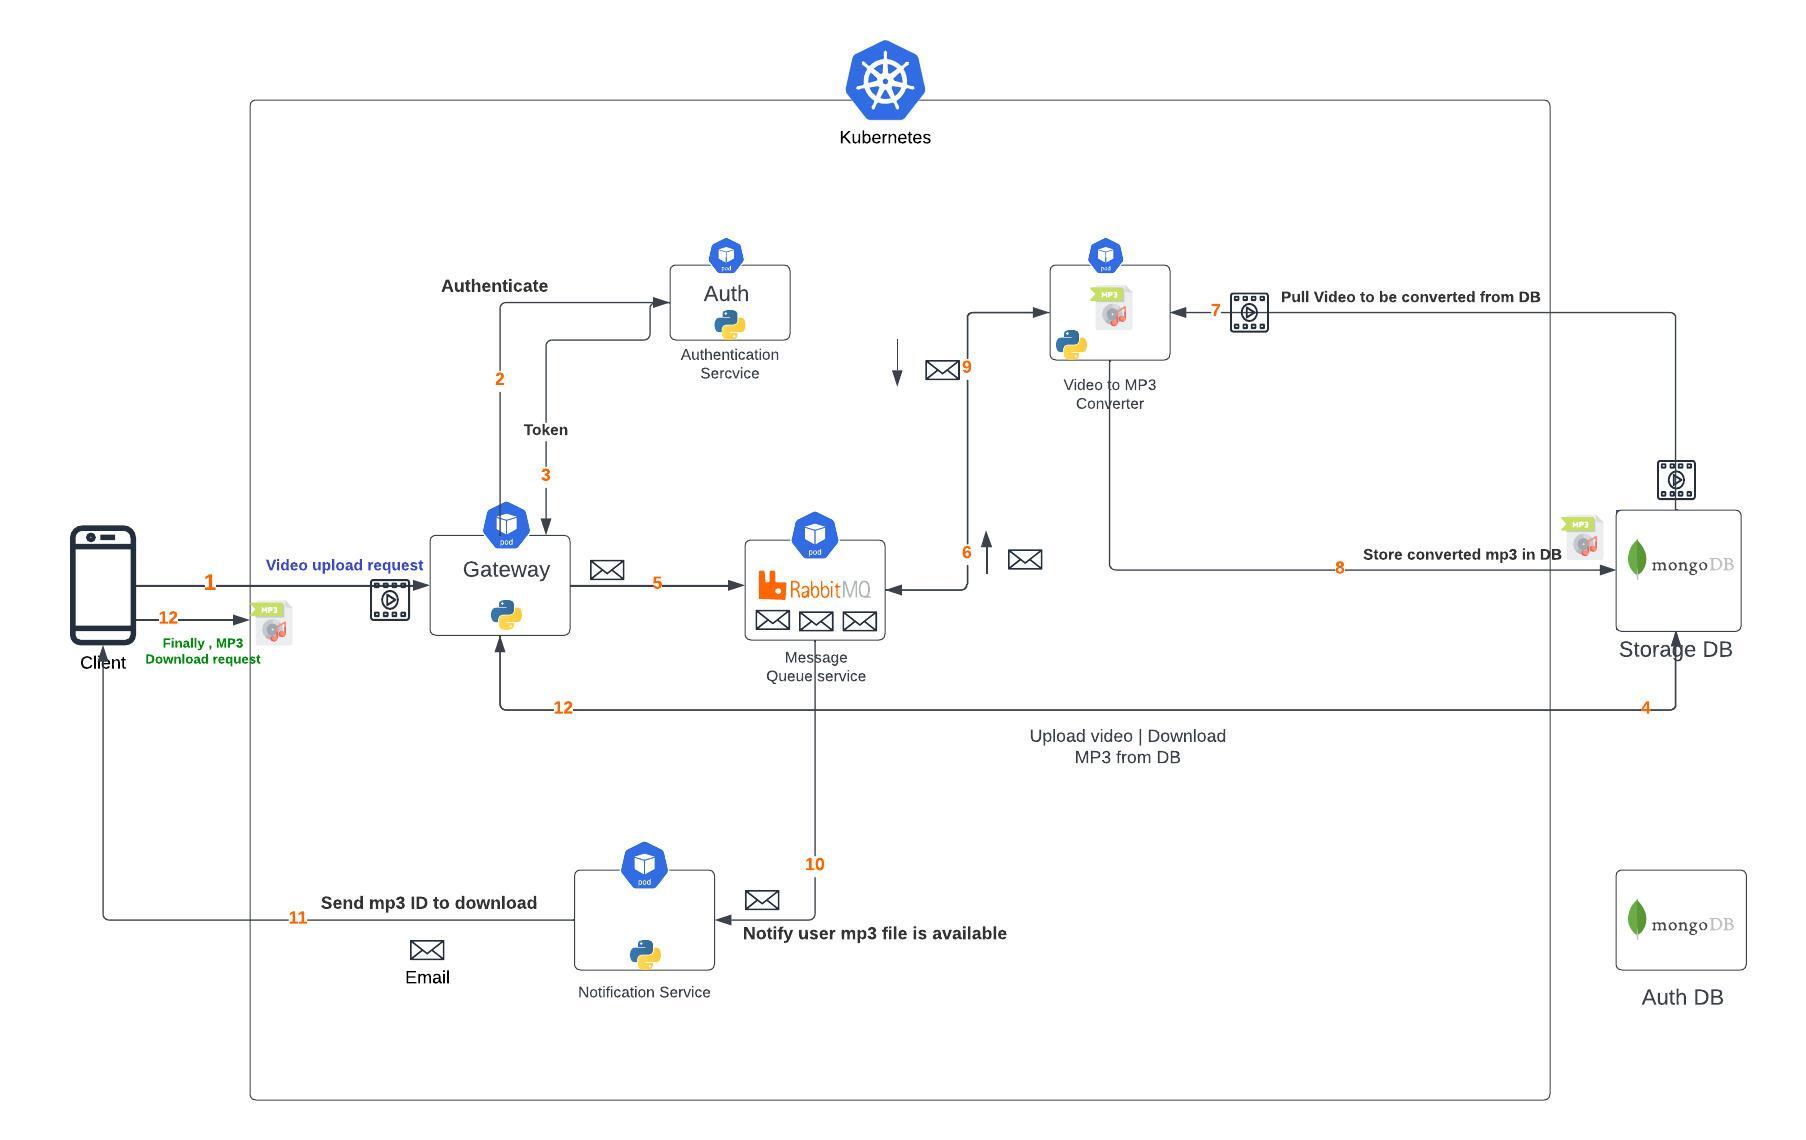 Kubernetes
pod
pod
Authenticate
Auth
MP3
7
Pull Video to be converted from DB
Authentication
Sercvice
2
9
Video to MP3
Converter
Token
3
pod
pod
Video upload request
1
Gateway
5
6
RabbitMQ
MP3
Store converted mp3 in DB
8
mongoDB
12
MP3
Finally , MP3
Download request
Client
Message
Queue service
Storage DB
12
4
Upload video | Download
MP3 from DB
10
pod
Send mp3 ID to download
11
Notify user mp3 file is available
Email
Notification Service
mongoDB
Auth DB